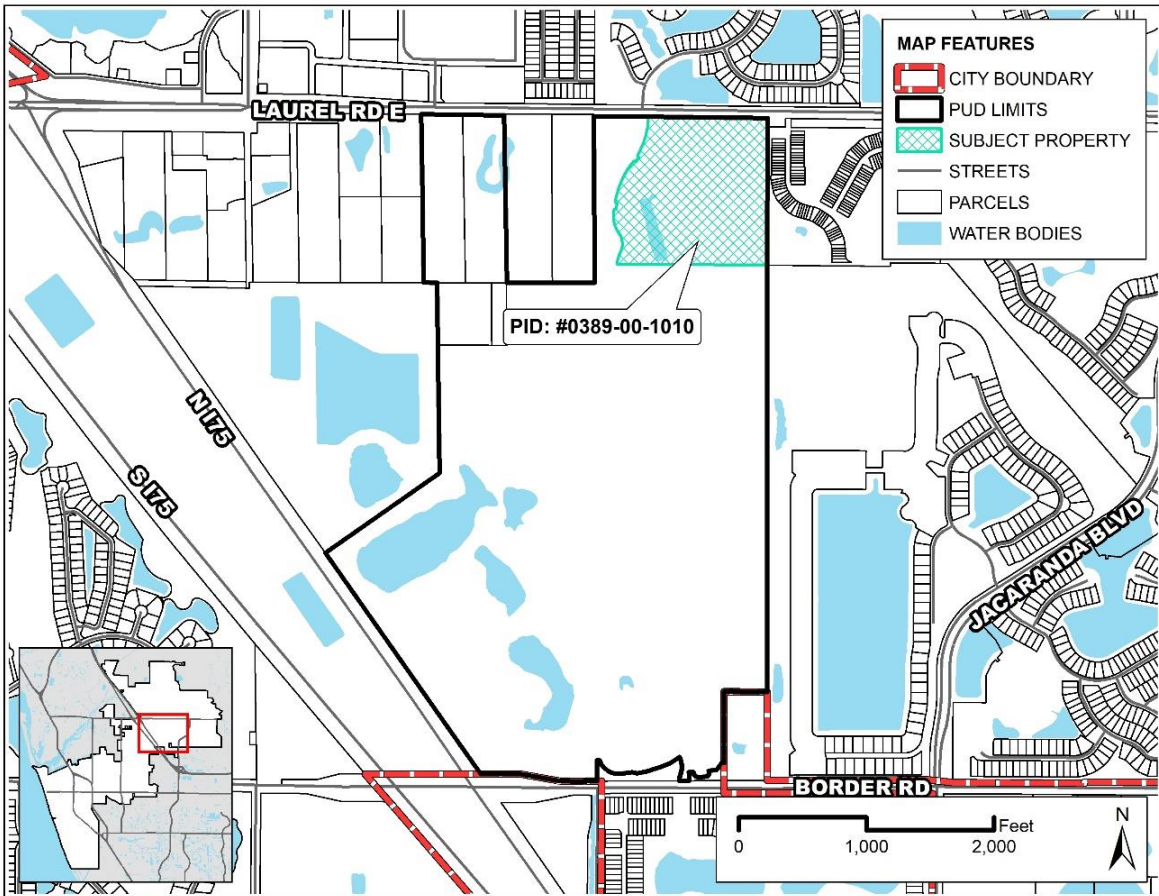 MAP FEATURES
CITY BOUNDARY
PUD LIMITS
SUBJECT PROPERTY
STREETS
PARCELS
WATER BODIES
LAUREL RD E
PID: #0389-00-1010
N I75
S I75
JACARANDA BLVD
BORDER RD
Feet
0 1,000 2,000
N